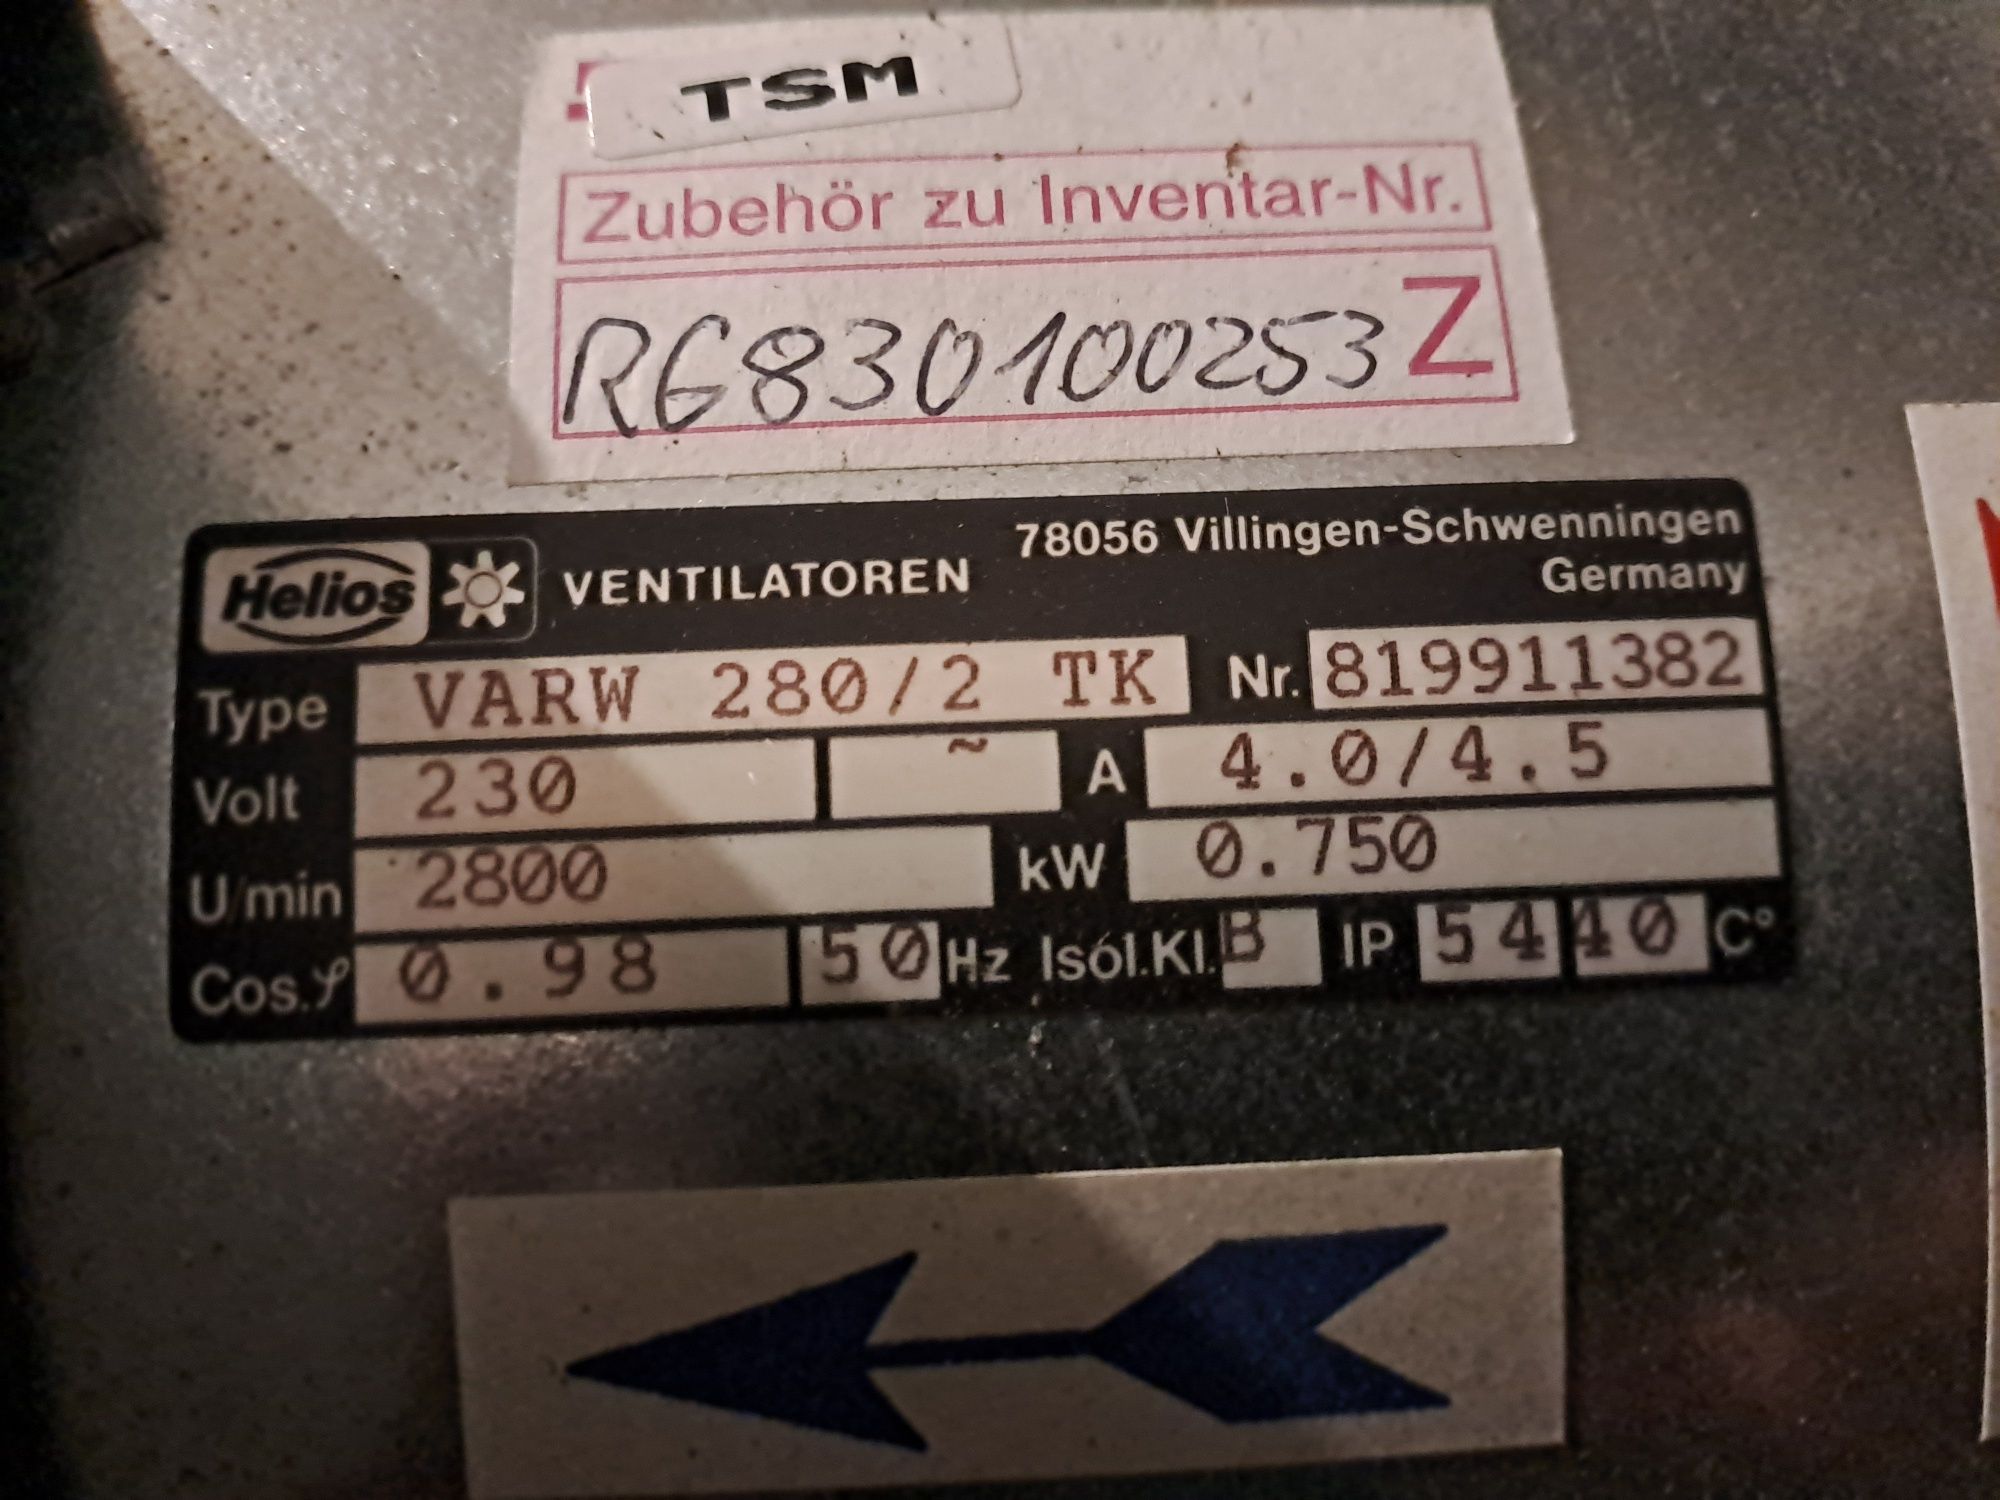 TSM
Zubehör zu Inventar-Nr.
RG830100253 Z
Helios VENTILATOREN 78056 Villingen-Schwenningen
Germany
Type VARW 280/2 TK Nr. 819911382
Volt 230 ~ A 4.0/4.5
U/min 2800 kW 0.750
Cos.φ 0.98 50 Hz Isol.Kl. B IP 54 40 C°